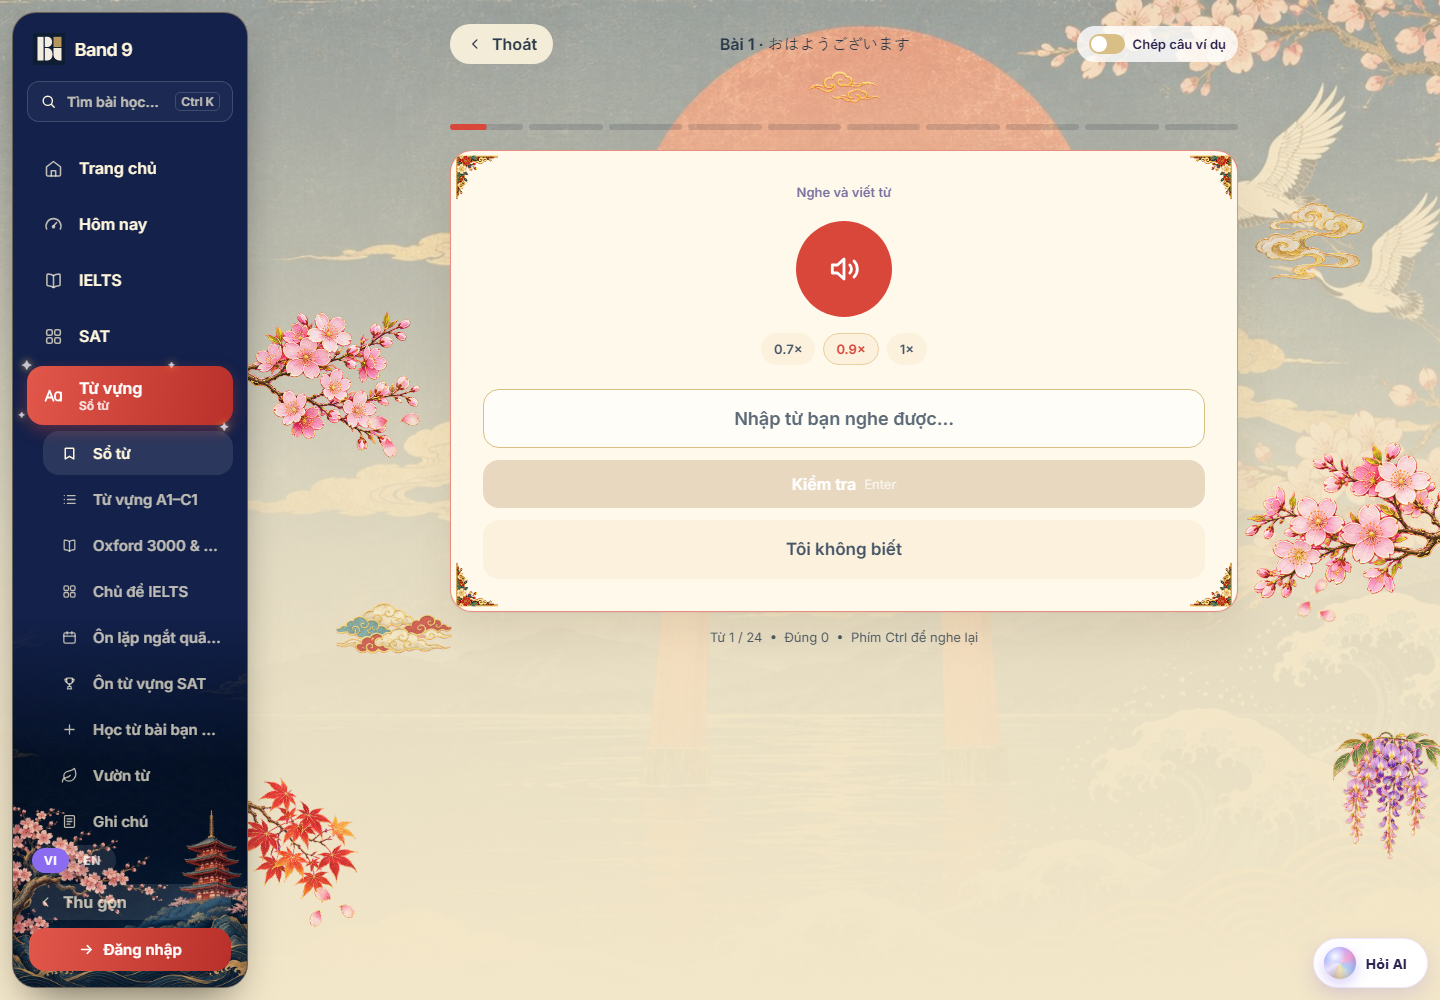 Band 9
Tìm bài học...
Ctrl K
Trang chủ
Hôm nay
IELTS
SAT
Từ vựng
Sổ từ
Sổ từ
Từ vựng A1–C1
Oxford 3000 & ...
Chủ đề IELTS
Ôn lặp ngắt quã...
Ôn từ vựng SAT
Học từ bài bạn ...
Vườn từ
Ghi chú
VI
EN
Thu gọn
Đăng nhập
Thoát
Bài 1 · おはようございます
Chép câu ví dụ
Nghe và viết từ
0.7×
0.9×
1×
Nhập từ bạn nghe được...
Kiểm tra Enter
Tôi không biết
Từ 1 / 24 • Đúng 0 • Phím Ctrl để nghe lại
Hỏi AI